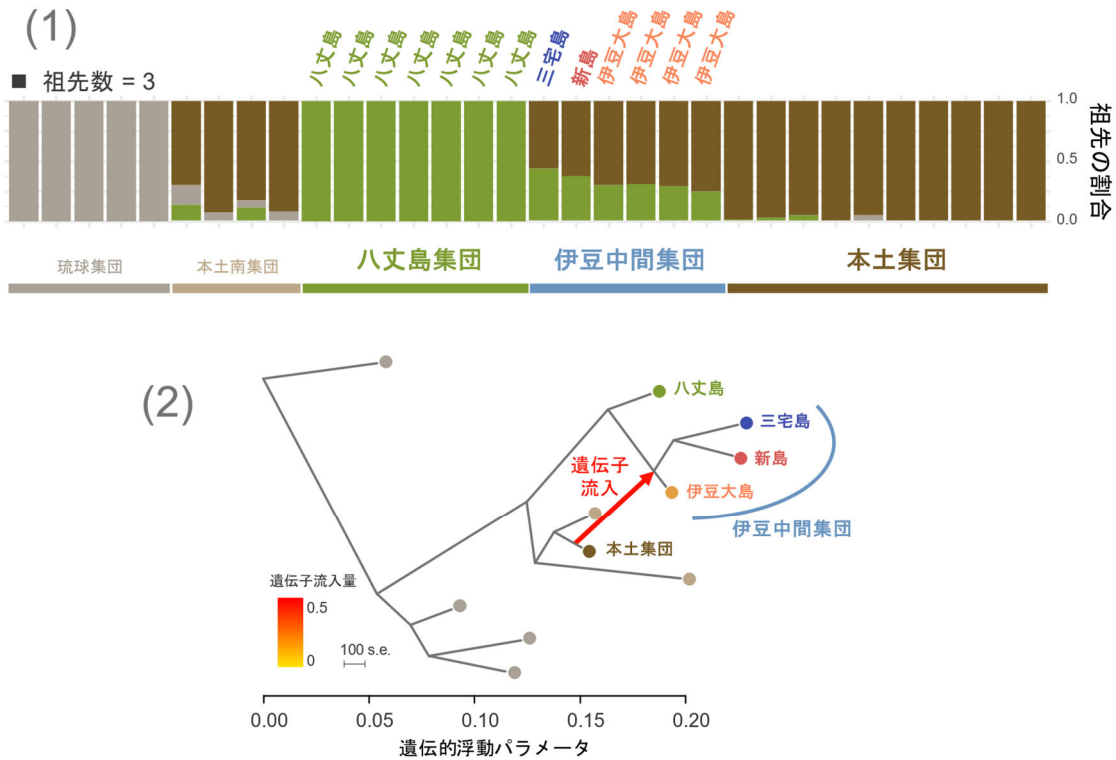 (1)
■ 祖先数 = 3
八丈島
八丈島
八丈島
八丈島
八丈島
八丈島
八丈島
三宅島
新島
伊豆大島
伊豆大島
伊豆大島
伊豆大島
1.0
0.5
0.0
祖先の割合
琉球集団
本土南集団
八丈島集団
伊豆中間集団
本土集団
(2)
八丈島
三宅島
新島
伊豆大島
伊豆中間集団
遺伝子
流入
本土集団
遺伝子流入量
0.5
0
100 s.e.
0.00
0.05
0.10
0.15
0.20
遺伝的浮動パラメータ